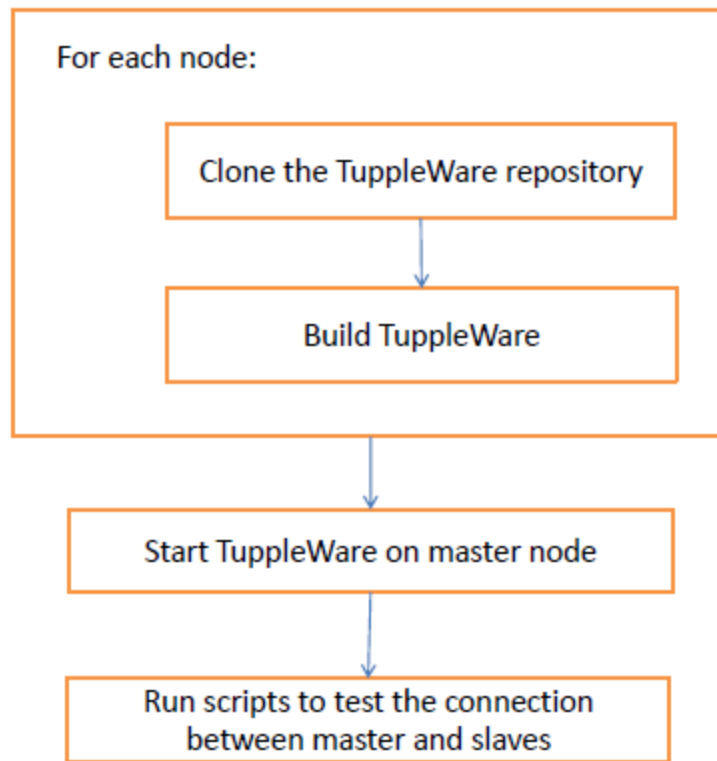 For each node:
Clone the TuppleWare repository
Build TuppleWare
Start TuppleWare on master node
Run scripts to test the connection
between master and slaves